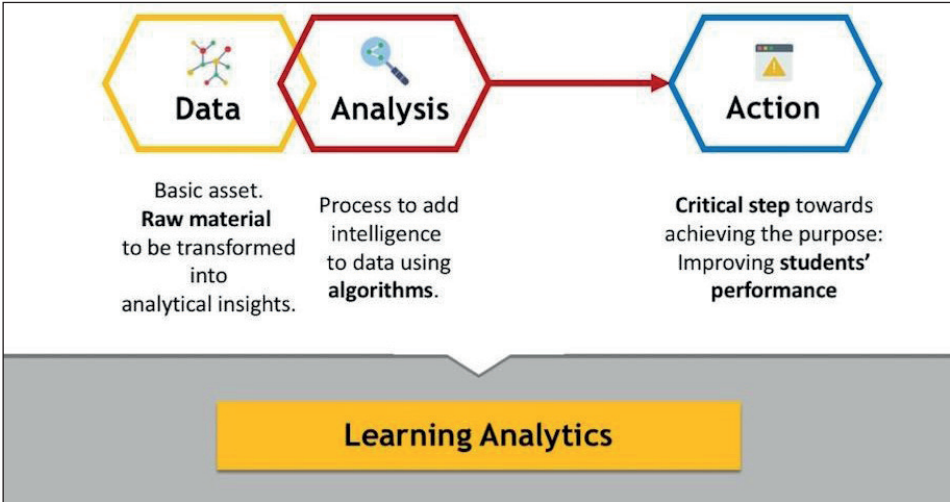 Data
Analysis
Action
Basic asset.
Raw material
to be transformed
into
analytical insights.
Process to add
intelligence
to data using
algorithms.
Critical step towards
achieving the purpose:
Improving students’
performance
Learning Analytics